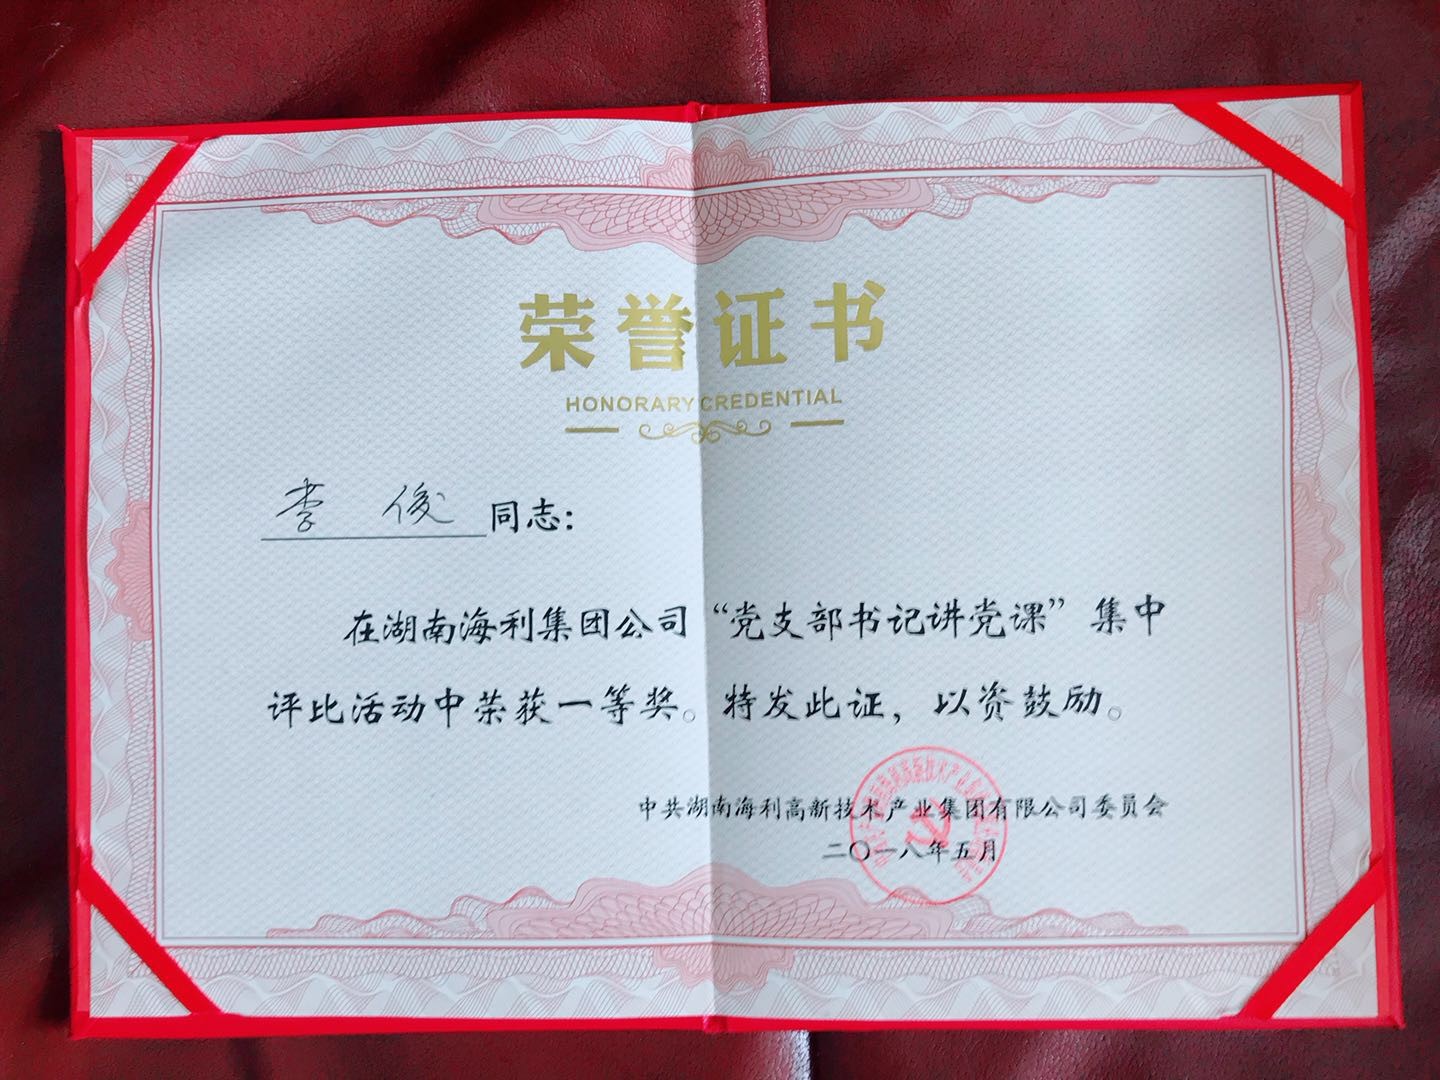 荣誉证书
HONORARY CREDENTIAL
李俊同志：
在湖南海利集团公司“党支部书记讲党课”集中
评比活动中荣获一等奖。特发此证，以资鼓励。
中共湖南海利高新技术产业集团有限公司委员会
二〇一八年五月